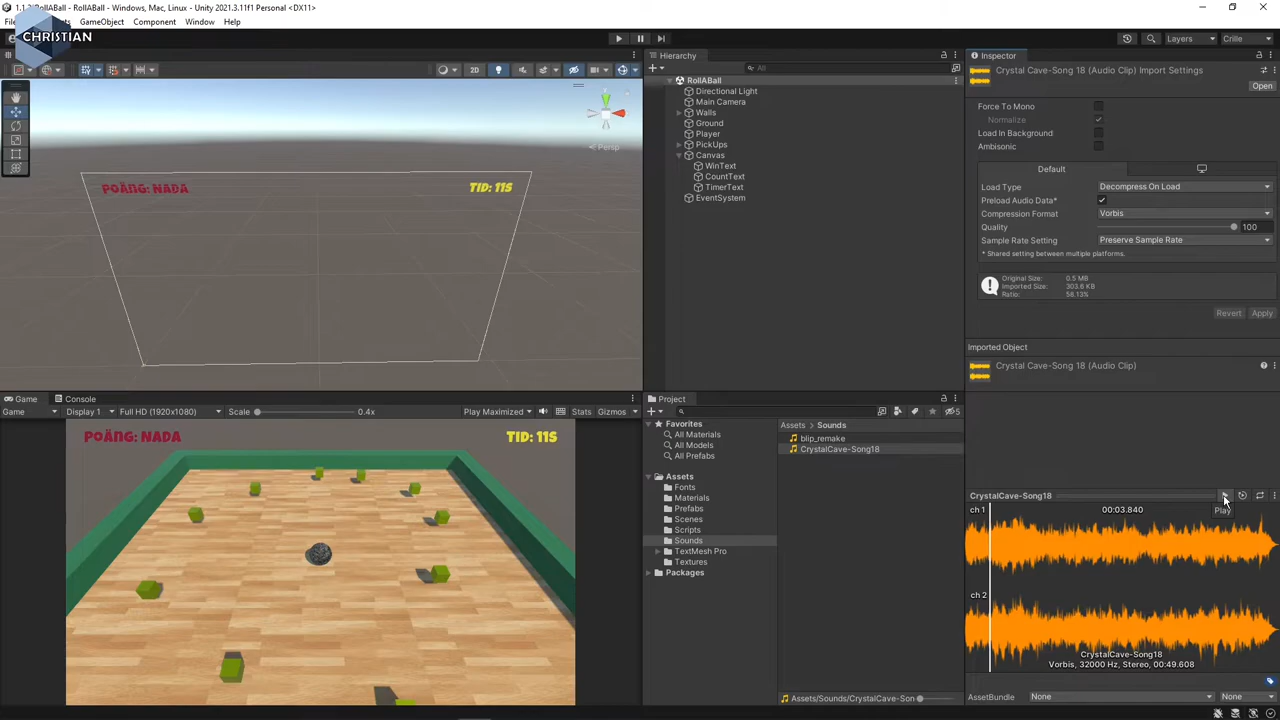 1.1.2 - RollABall - Windows, Mac, Linux - Unity 2021.3.11f1 Personal <DX11>
GameObject Component Window Help
CHRISTIAN
Layers Crille
2D
Persp
POÄNG: NADA TID: 11S
Hierarchy
All
RollABall
Directional Light
Main Camera
Walls
Ground
Player
PickUps
Canvas
WinText
CountText
TimerText
EventSystem
Inspector
Crystal Cave-Song 18 (Audio Clip) Import Settings
Open
Force To Mono
Normalize
Load In Background
Ambisonic
Default
Load Type Decompress On Load
Preload Audio Data*
Compression Format Vorbis
Quality 100
Sample Rate Setting Preserve Sample Rate
* Shared setting between multiple platforms.
Original Size: 0.5 MB
Imported Size: 303.6 KB
Ratio: 58.13%
Revert Apply
Imported Object
Crystal Cave-Song 18 (Audio Clip)
Game Console
Game Display 1 Full HD (1920x1080) Scale 0.4x Play Maximized Stats Gizmos
POÄNG: NADA TID: 11S
Project
5
Favorites
All Materials
All Models
All Prefabs
Assets
Fonts
Materials
Prefabs
Scenes
Scripts
Sounds
TextMesh Pro
Textures
Packages
Assets > Sounds
blip_remake
CrystalCave-Song18
Assets/Sounds/CrystalCave-Son
CrystalCave-Song18
Play
ch 1 00:03.840
ch 2
CrystalCave-Song18
Vorbis, 32000 Hz, Stereo, 00:49.608
AssetBundle None None